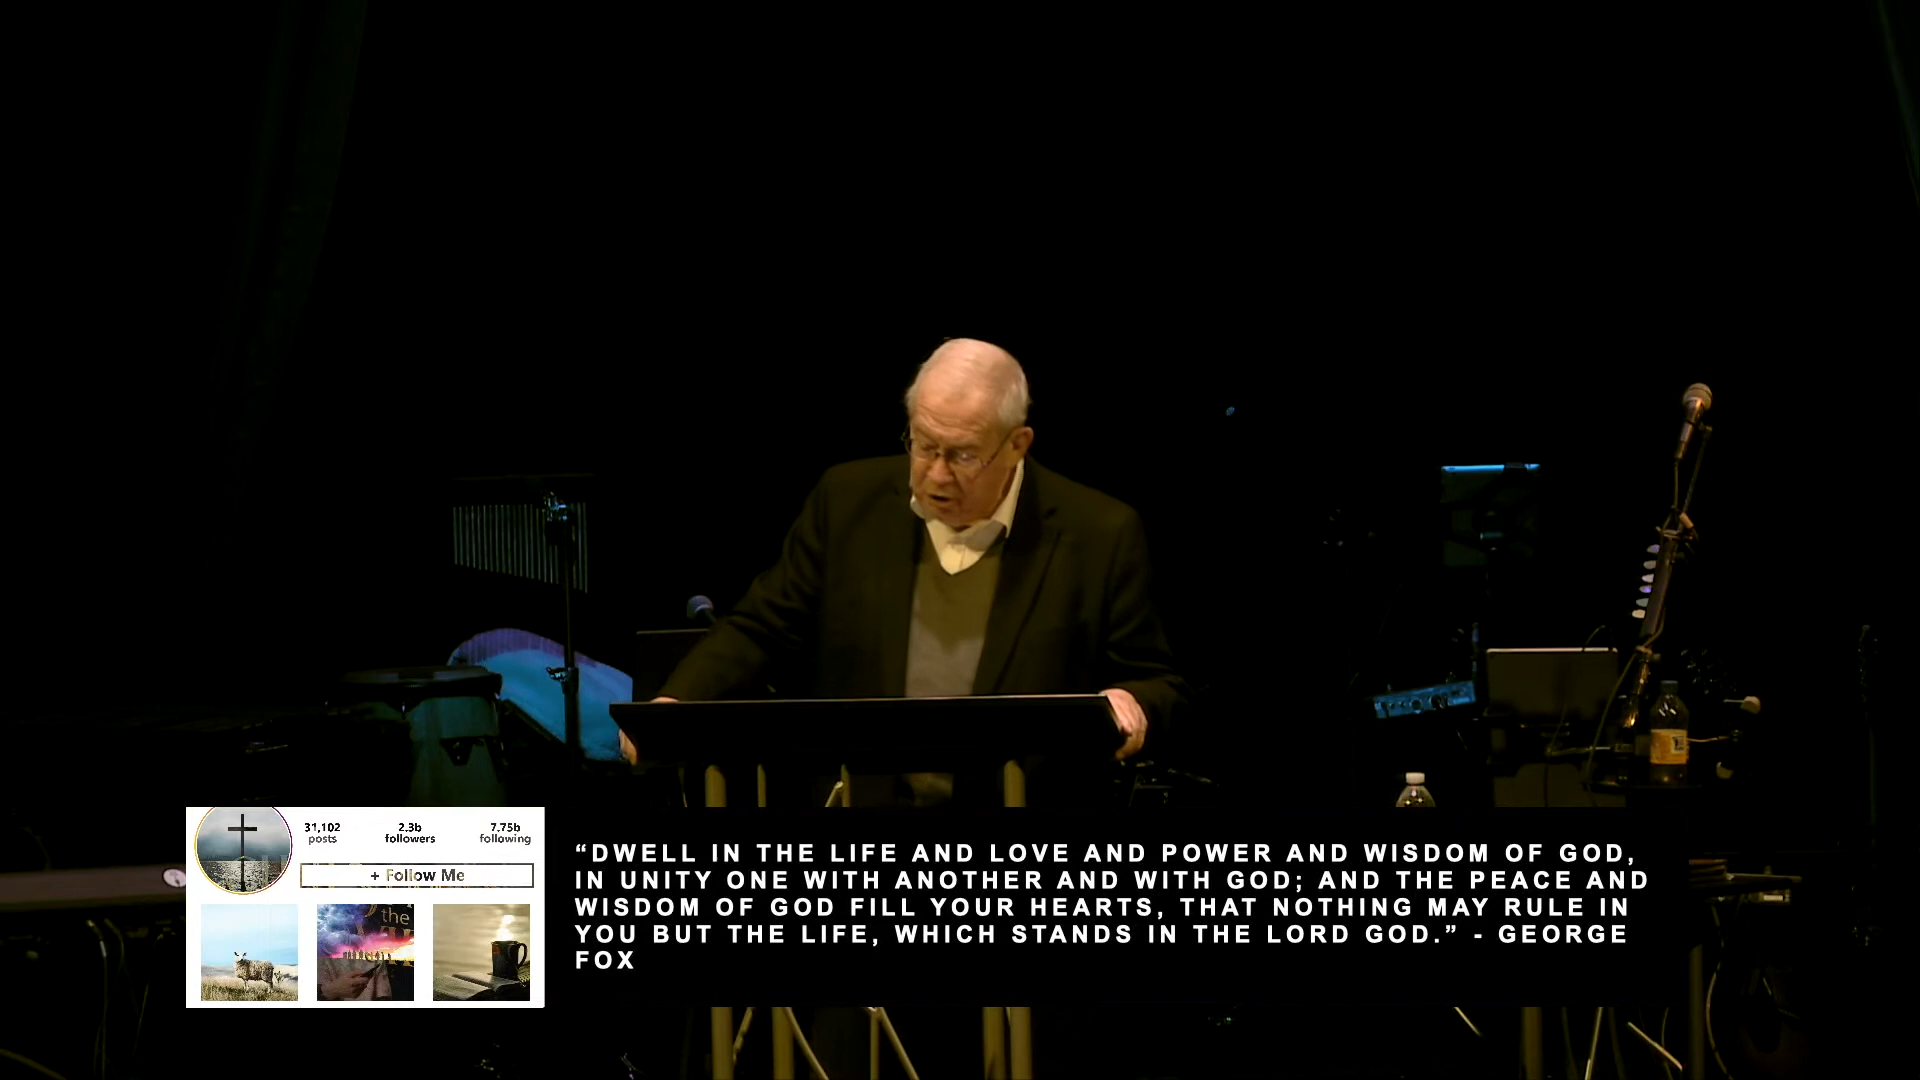 31,102 2.3b 7.75b
posts followers following
+ Follow Me
the
“DWELL IN THE LIFE AND LOVE AND POWER AND WISDOM OF GOD,
IN UNITY ONE WITH ANOTHER AND WITH GOD; AND THE PEACE AND
WISDOM OF GOD FILL YOUR HEARTS, THAT NOTHING MAY RULE IN
YOU BUT THE LIFE, WHICH STANDS IN THE LORD GOD.” - GEORGE
FOX